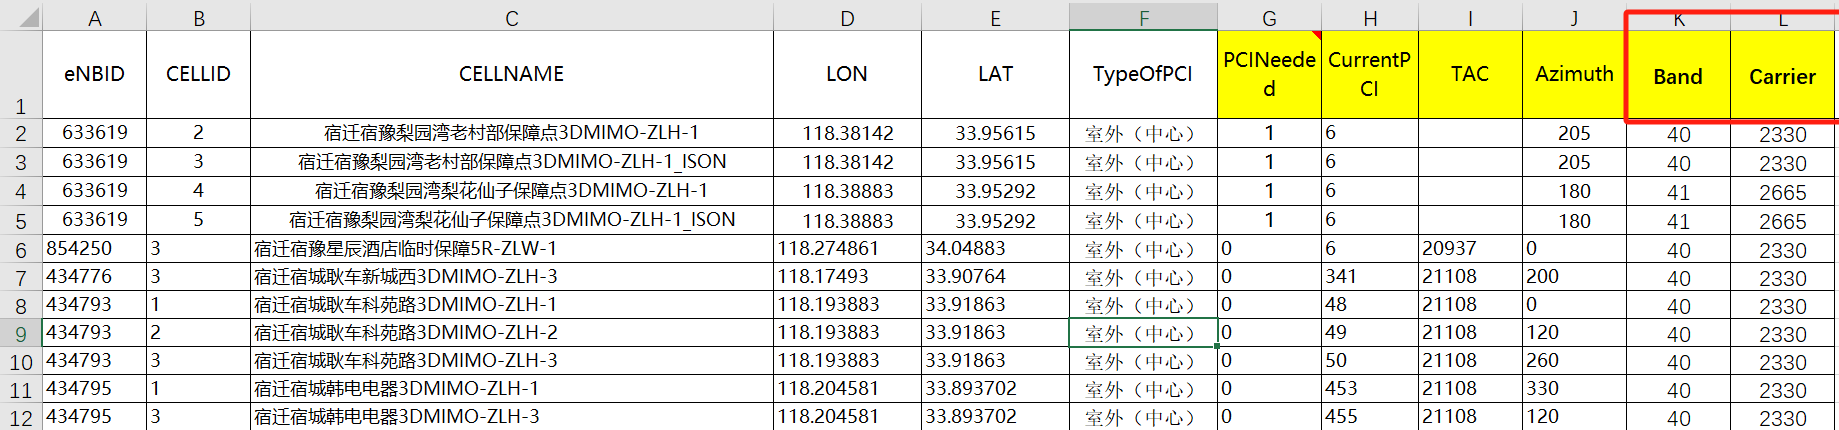 A B C D E F G H I J K L
1 eNBID CELLID CELLNAME LON LAT TypeOfPCI PCINeeded CurrentPCI TAC Azimuth Band Carrier
2 633619 2 宿迁宿豫梨园湾老村部保障点3DMIMO-ZLH-1 118.38142 33.95615 室外（中心） 1 6 205 40 2330
3 633619 3 宿迁宿豫梨园湾老村部保障点3DMIMO-ZLH-1_ISON 118.38142 33.95615 室外（中心） 1 6 205 40 2330
4 633619 4 宿迁宿豫梨园湾梨花仙子保障点3DMIMO-ZLH-1 118.38883 33.95292 室外（中心） 1 6 180 41 2665
5 633619 5 宿迁宿豫梨园湾梨花仙子保障点3DMIMO-ZLH-1_ISON 118.38883 33.95292 室外（中心） 1 6 180 41 2665
6 854250 3 宿迁宿豫星辰酒店临时保障5R-ZLW-1 118.274861 34.04883 室外（中心） 0 6 20937 0 40 2330
7 434776 3 宿迁宿城耿车新城西3DMIMO-ZLH-3 118.17493 33.90764 室外（中心） 0 341 21108 200 40 2330
8 434793 1 宿迁宿城耿车科苑路3DMIMO-ZLH-1 118.193883 33.91863 室外（中心） 0 48 21108 0 40 2330
9 434793 2 宿迁宿城耿车科苑路3DMIMO-ZLH-2 118.193883 33.91863 室外（中心） 0 49 21108 120 40 2330
10 434793 3 宿迁宿城耿车科苑路3DMIMO-ZLH-3 118.193883 33.91863 室外（中心） 0 50 21108 260 40 2330
11 434795 1 宿迁宿城韩电电器3DMIMO-ZLH-1 118.204581 33.893702 室外（中心） 0 453 21108 330 40 2330
12 434795 3 宿迁宿城韩电电器3DMIMO-ZLH-3 118.204581 33.893702 室外（中心） 0 455 21108 120 40 2330